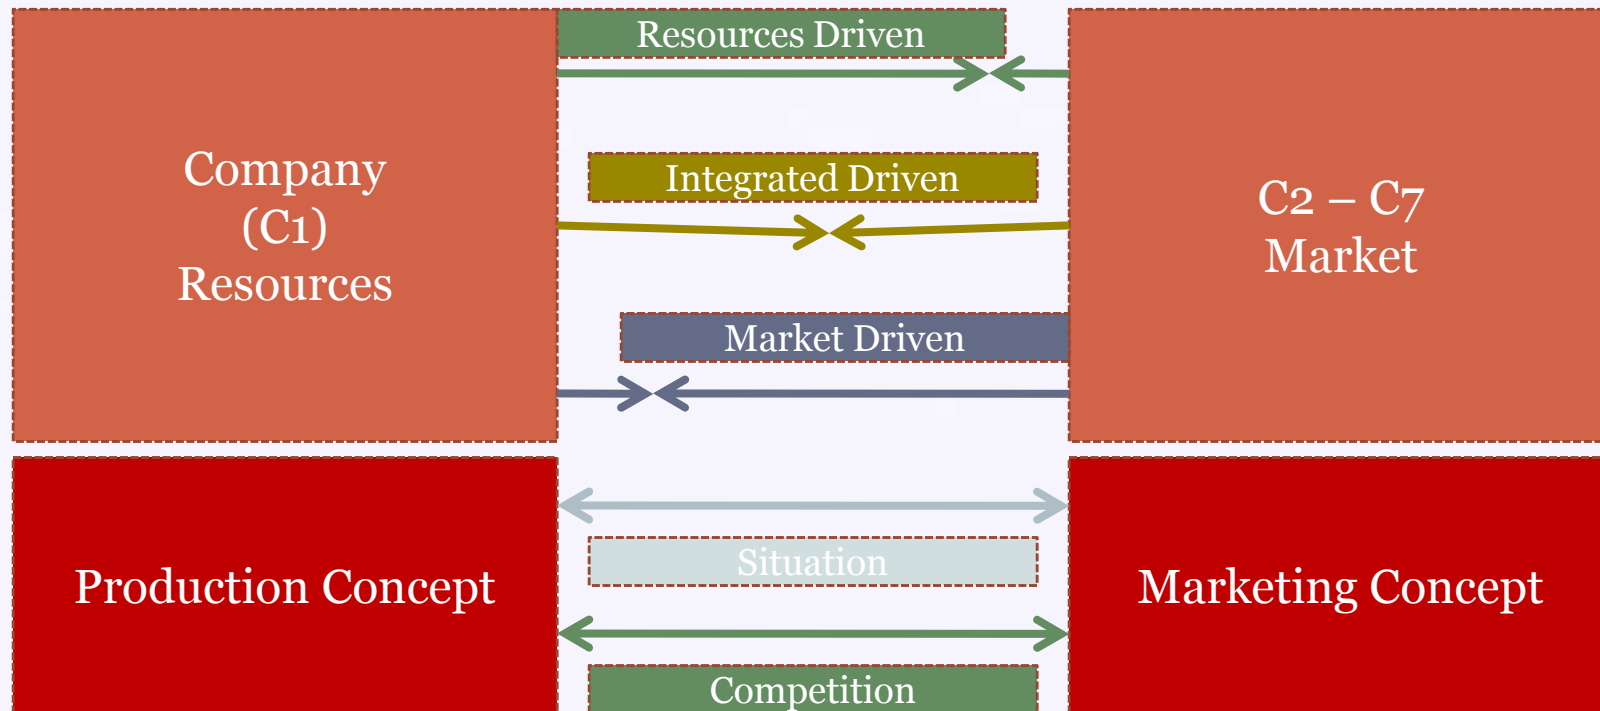 Resources Driven
Company
(C1)
Resources
Integrated Driven
C2 – C7
Market
Market Driven
Production Concept
Situation
Marketing Concept
Competition